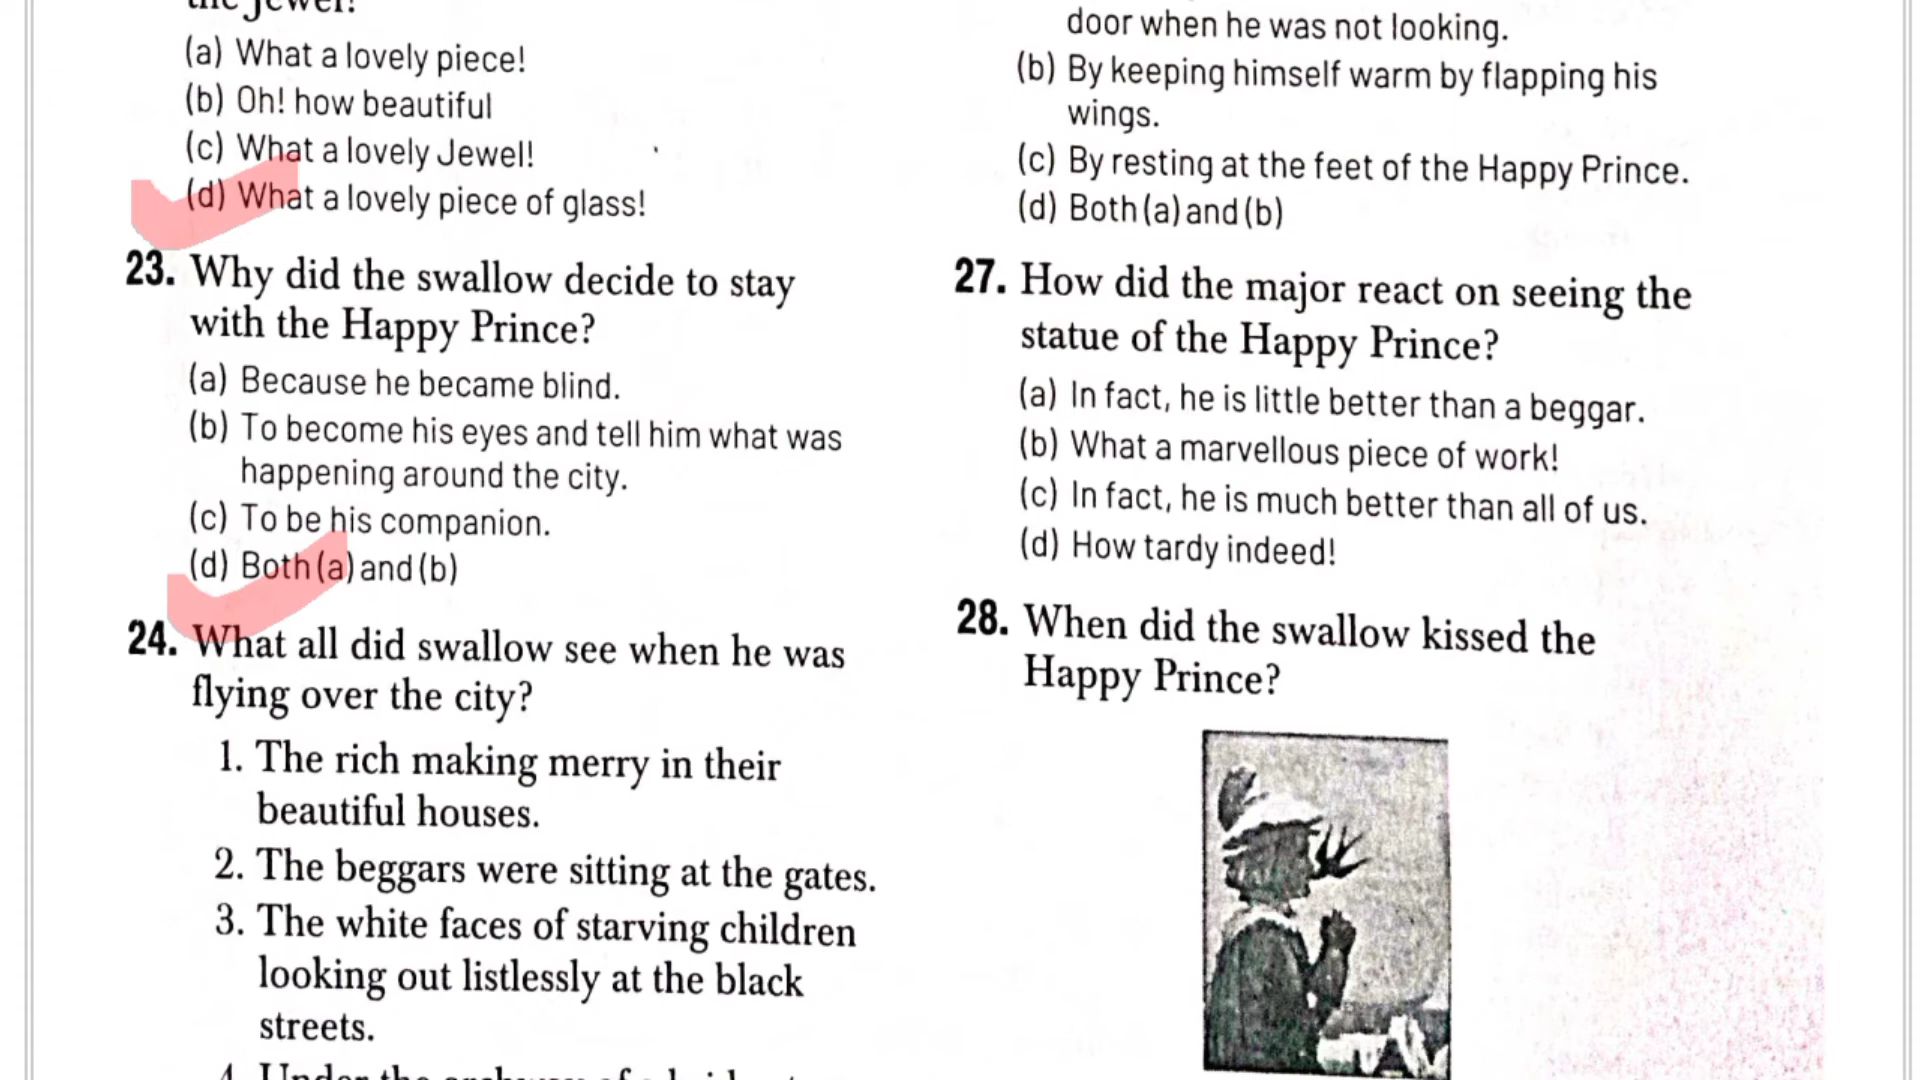 the Jewel!
(a) What a lovely piece!
(b) Oh! how beautiful
(c) What a lovely Jewel!
(d) What a lovely piece of glass!
23. Why did the swallow decide to stay
with the Happy Prince?
(a) Because he became blind.
(b) To become his eyes and tell him what was
happening around the city.
(c) To be his companion.
(d) Both (a) and (b)
24. What all did swallow see when he was
flying over the city?
1. The rich making merry in their
beautiful houses.
2. The beggars were sitting at the gates.
3. The white faces of starving children
looking out listlessly at the black
streets.
4. Under the archway of a
door when he was not looking.
(b) By keeping himself warm by flapping his
wings.
(c) By resting at the feet of the Happy Prince.
(d) Both (a) and (b)
27. How did the major react on seeing the
statue of the Happy Prince?
(a) In fact, he is little better than a beggar.
(b) What a marvellous piece of work!
(c) In fact, he is much better than all of us.
(d) How tardy indeed!
28. When did the swallow kissed the
Happy Prince?